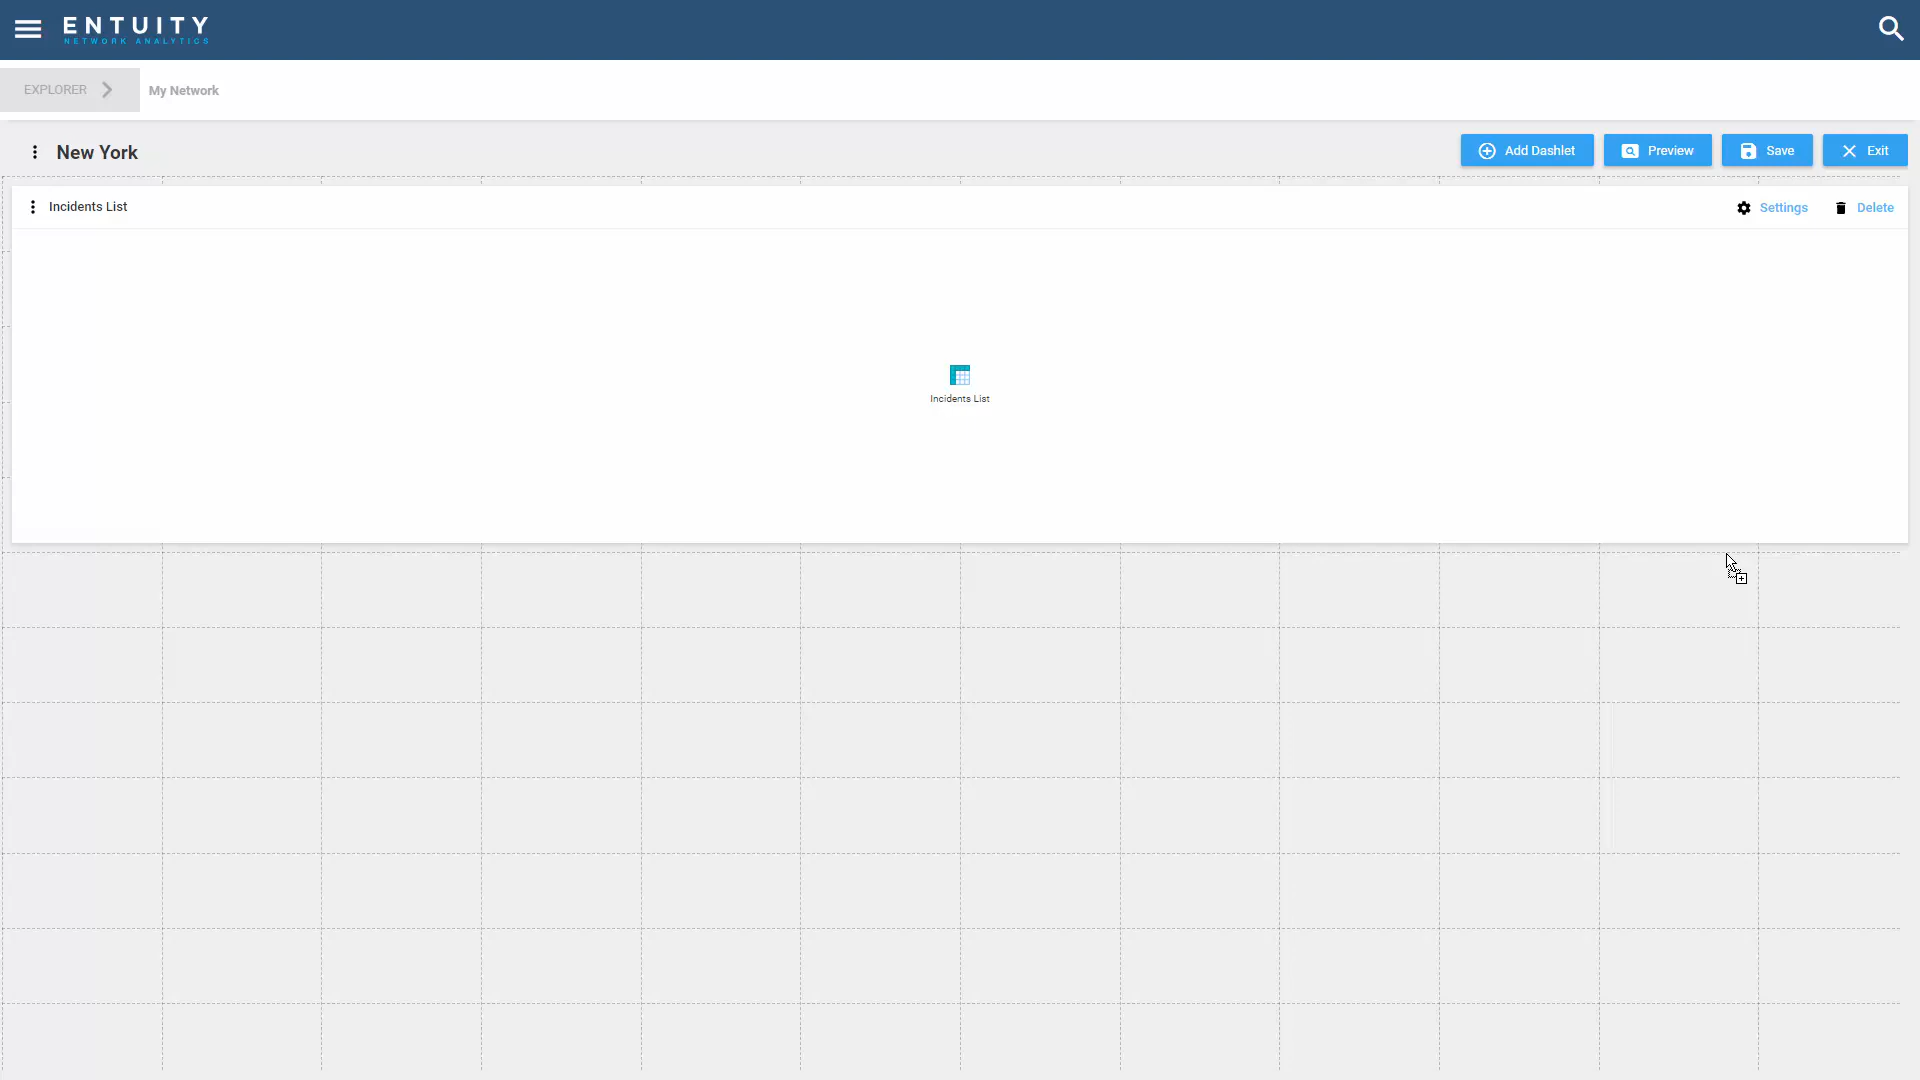 ENTUITY
NETWORK ANALYTICS
EXPLORER
My Network
New York
Add Dashlet
Preview
Save
Exit
Incidents List
Settings
Delete
Incidents List